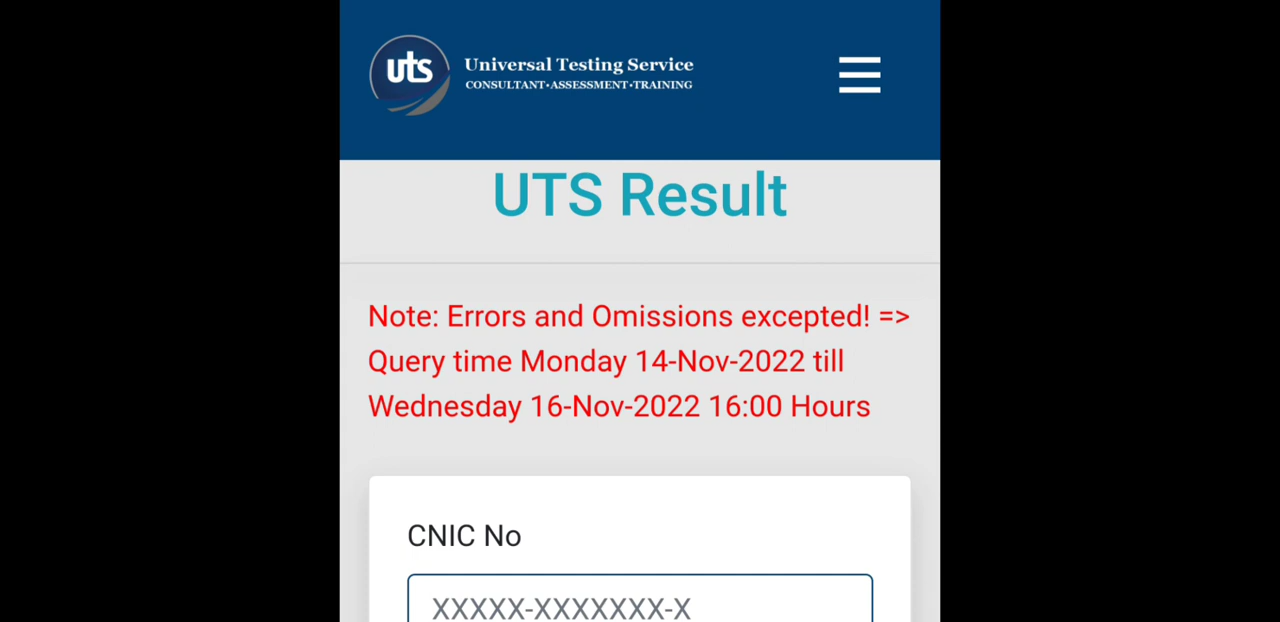 uts
Universal Testing Service
CONSULTANT•ASSESSMENT•TRAINING
UTS Result
Note: Errors and Omissions excepted! =>
Query time Monday 14-Nov-2022 till
Wednesday 16-Nov-2022 16:00 Hours
CNIC No
XXXXX-XXXXXXX-X